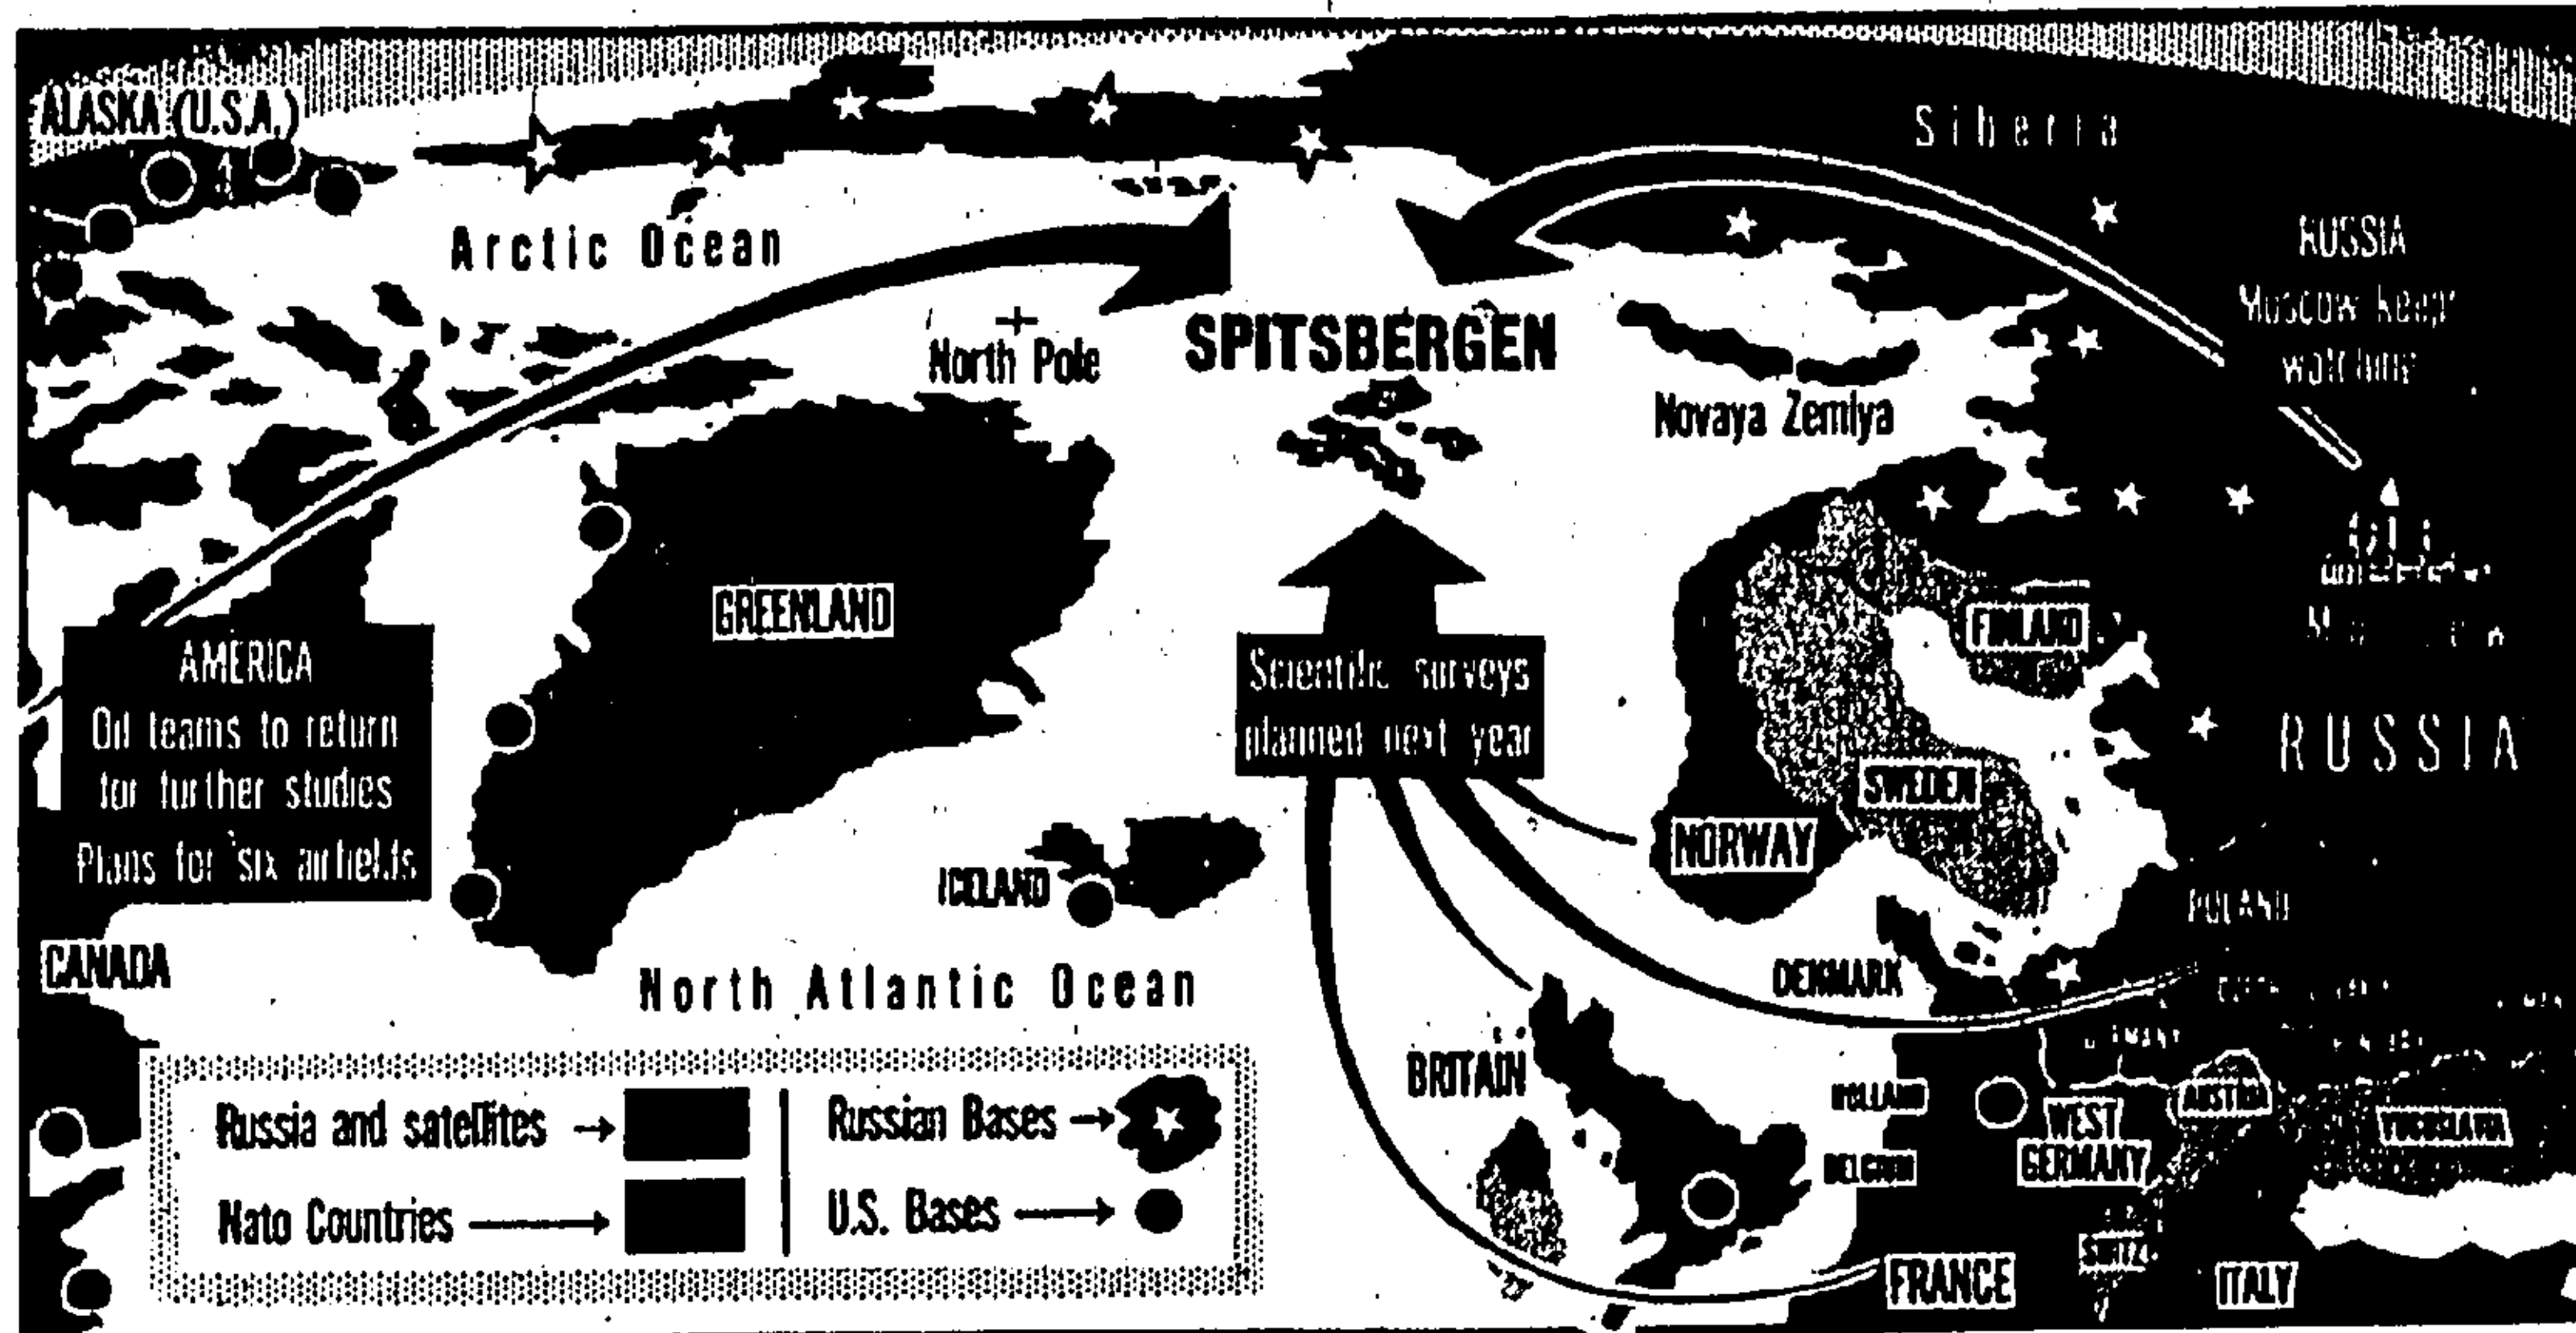 ALASKA (U.S.A.)
Siberia
Arctic Ocean
RUSSIA
Moscow keep
watching
North Pole
SPITSBERGEN
Novaya Zemlya
GREENLAND
FINLAND
AMERICA
Oil teams to return
for further studies
Plans for six airfields
Scientific surveys
planned next year
RUSSIA
SWEDEN
NORWAY
ICELAND
POLAND
CANADA
DENMARK
North Atlantic Ocean
BRITAIN
HOLLAND
WEST
GERMANY
AUSTRIA
YUGOSLAVIA
BELGIUM
Russia and satellites
Russian Bases
Nato Countries
U.S. Bases
FRANCE
SWITZ.
ITALY